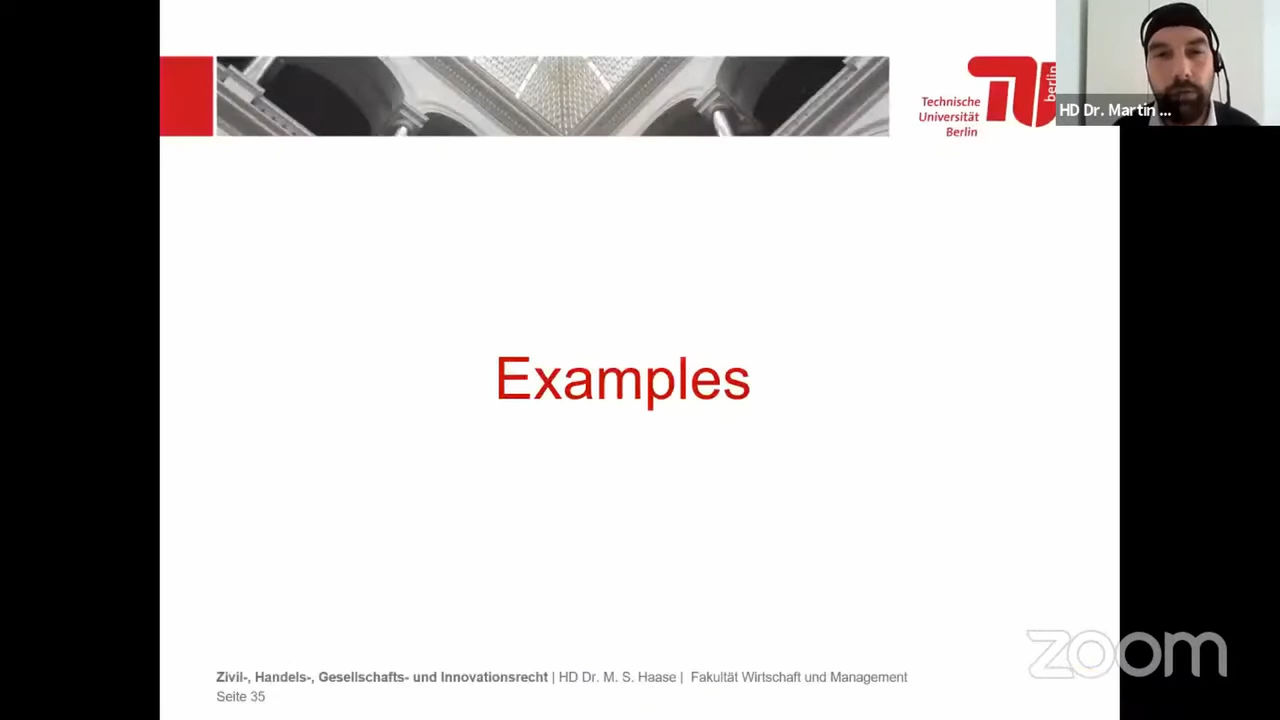 Technische
Universität
Berlin
berlin
HD Dr. Martin ...
Examples
zoom
Zivil-, Handels-, Gesellschafts- und Innovationsrecht | HD Dr. M. S. Haase | Fakultät Wirtschaft und Management
Seite 35